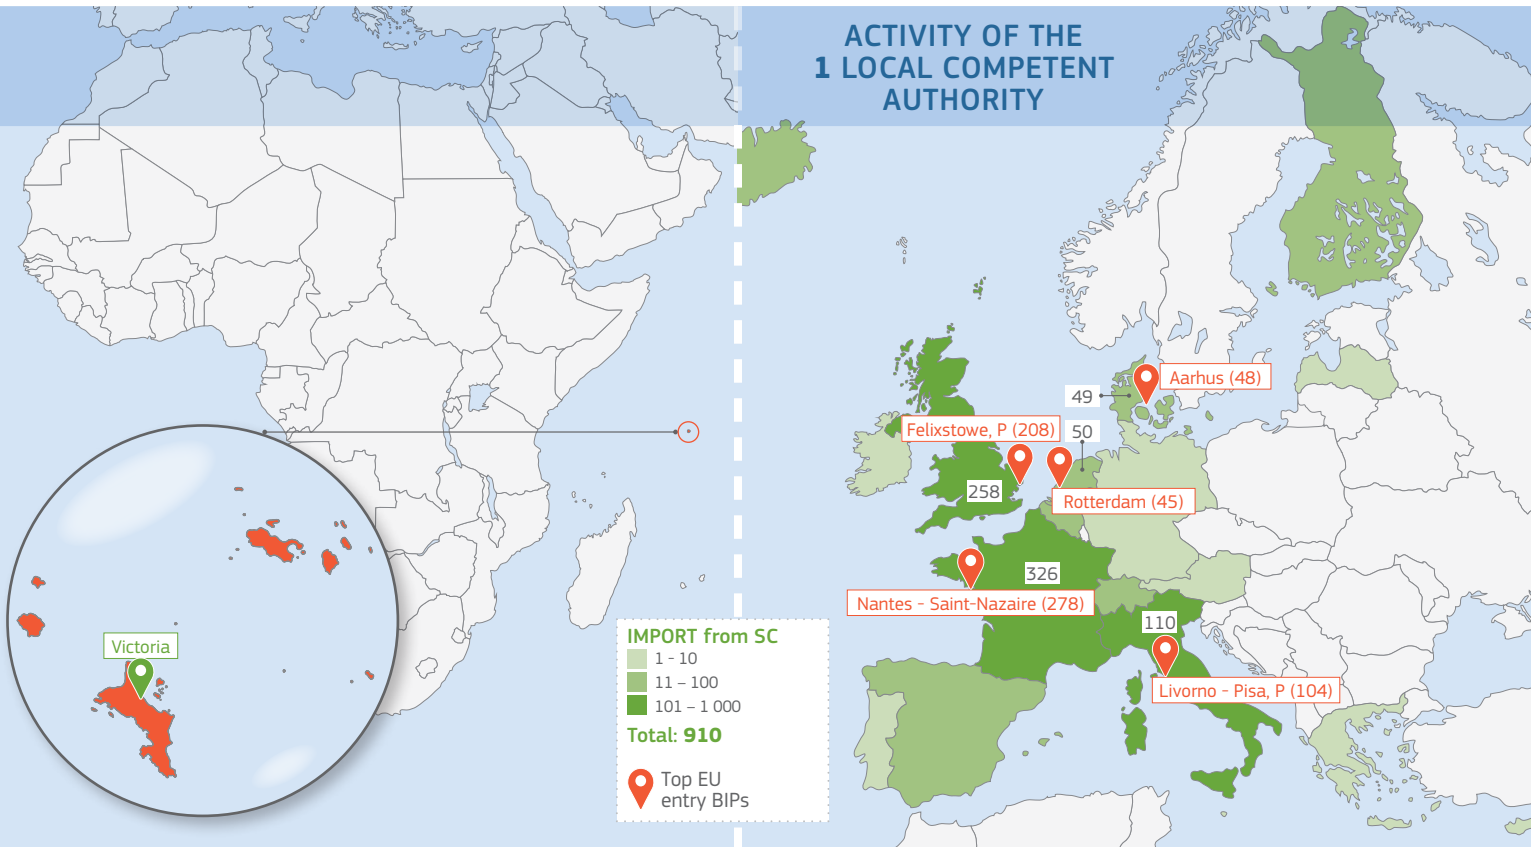 ACTIVITY OF THE
1 LOCAL COMPETENT
AUTHORITY
Aarhus (48)
49
Felixstowe, P (208)
50
258
Rotterdam (45)
326
Nantes - Saint-Nazaire (278)
110
Livorno - Pisa, P (104)
Victoria
IMPORT from SC
1 - 10
11 – 100
101 – 1 000
Total: 910
Top EU
entry BIPs